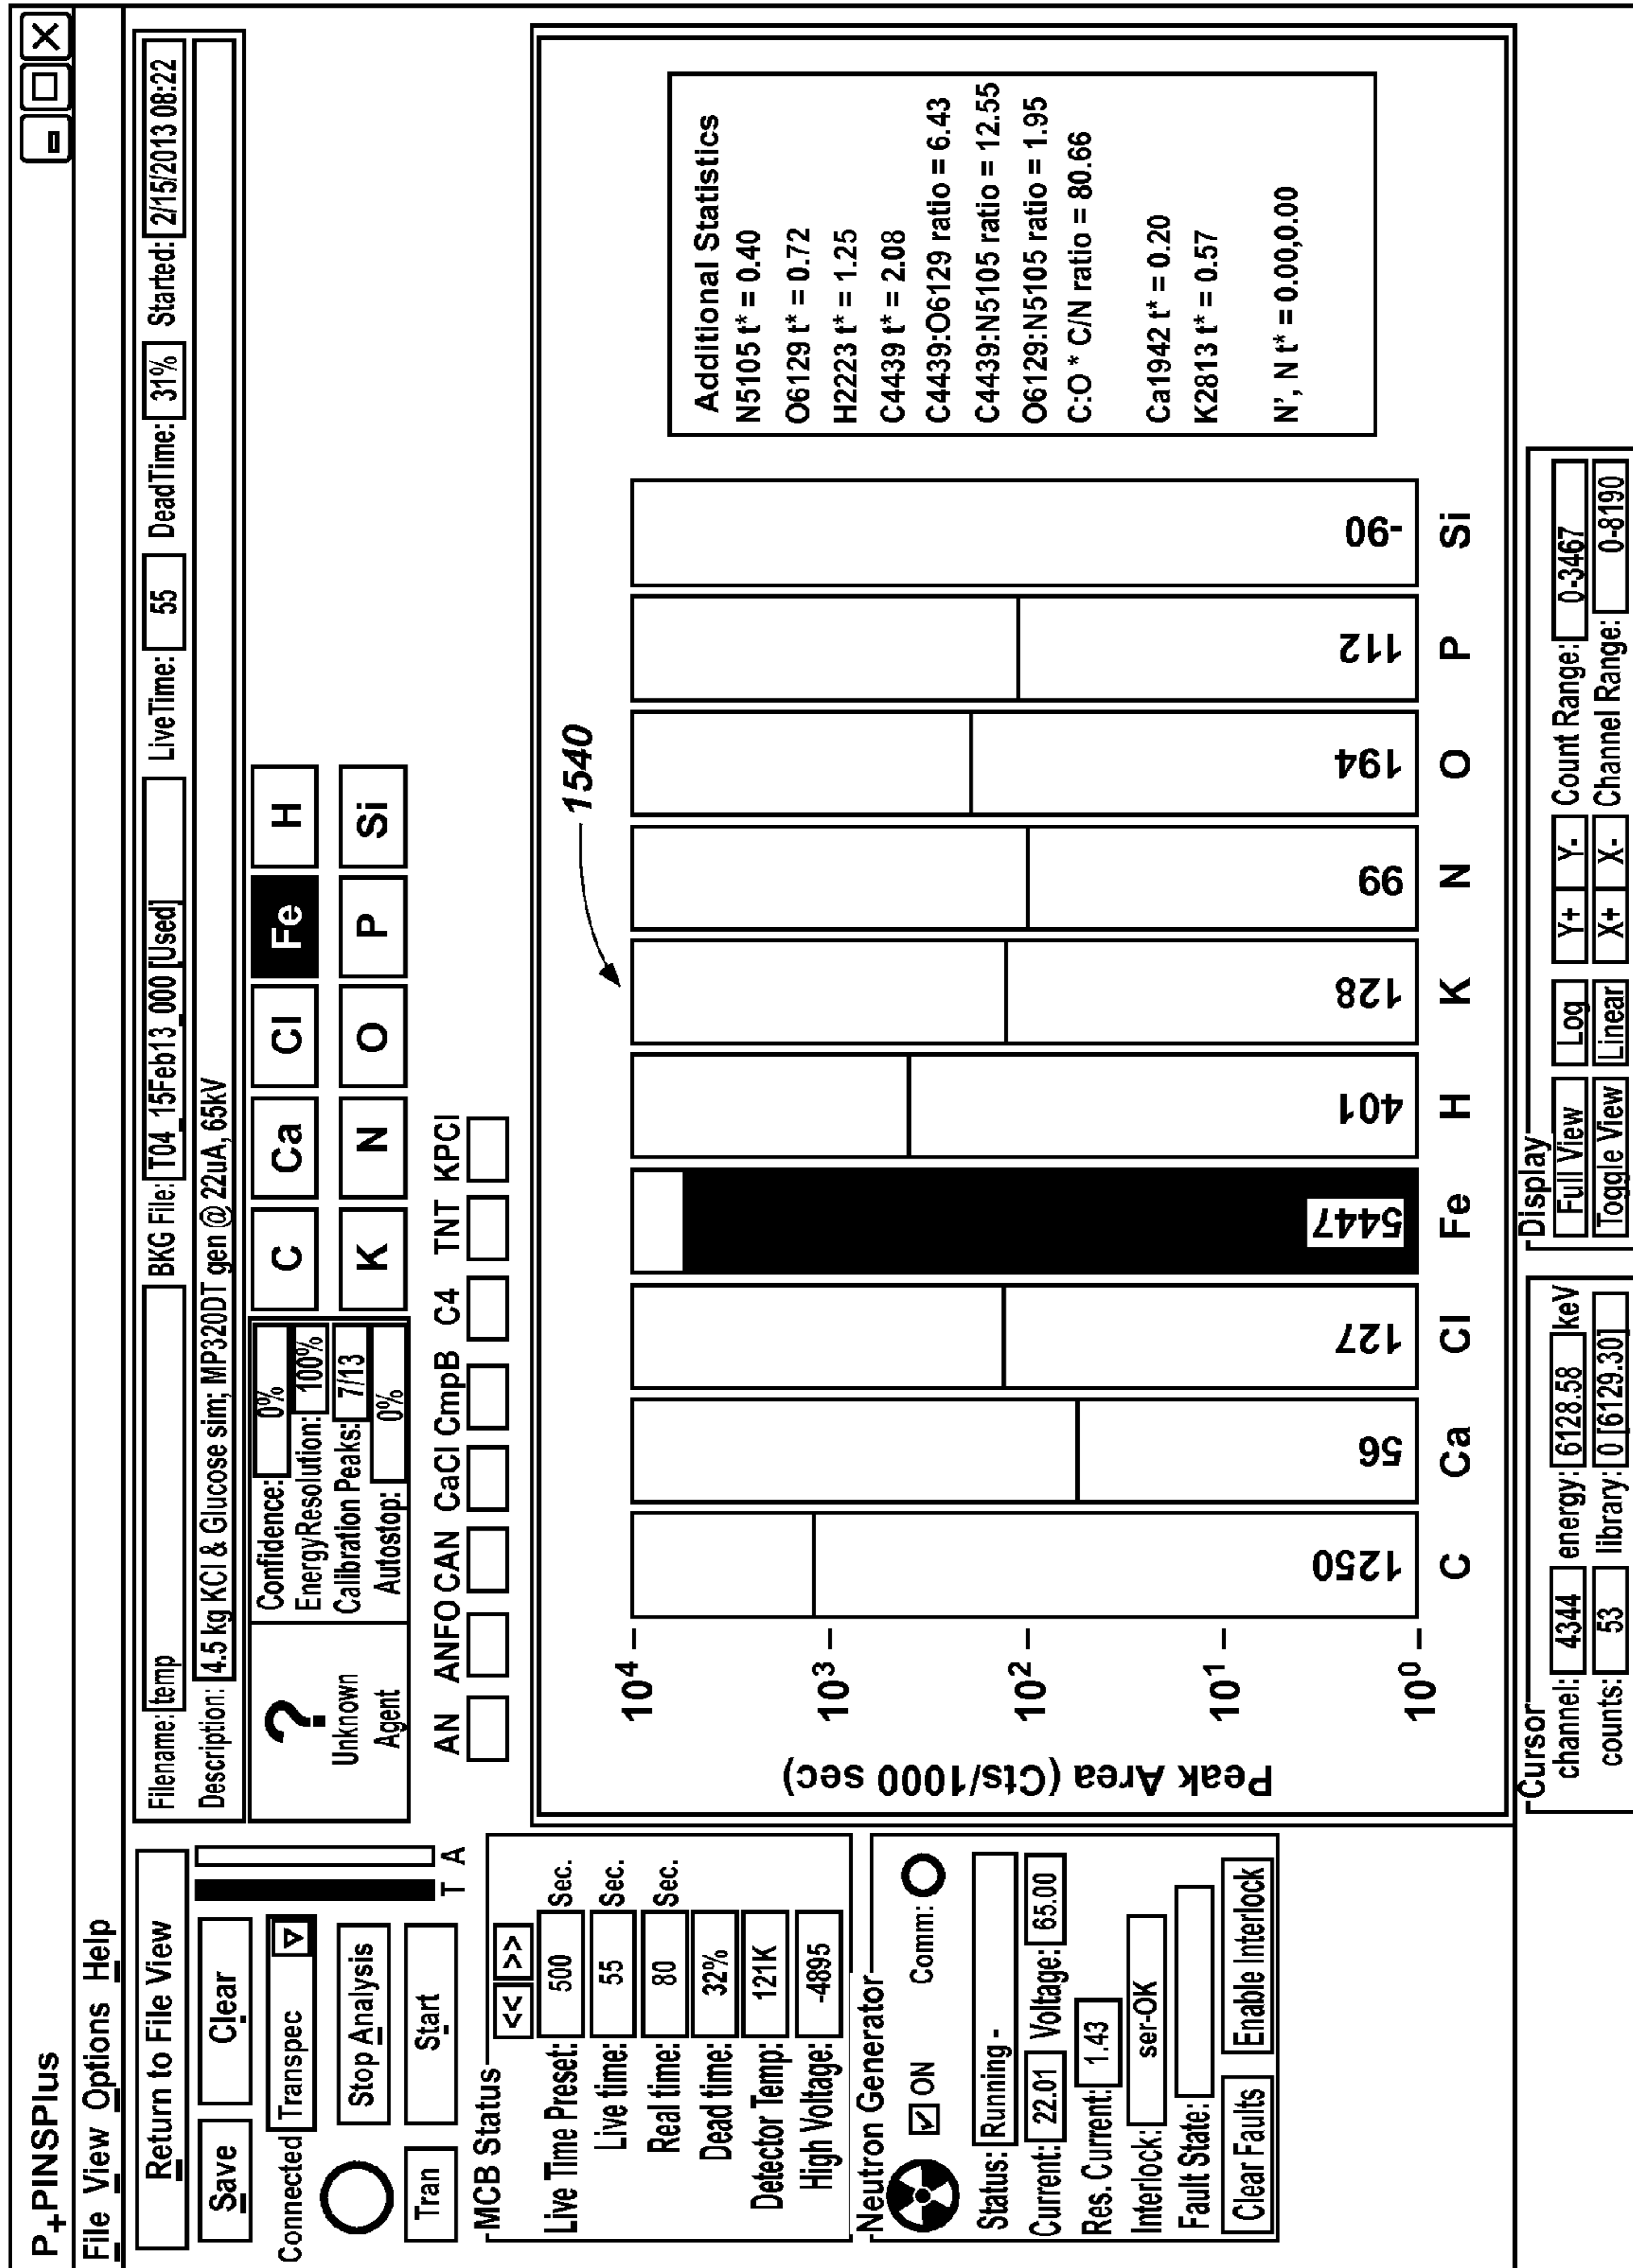 P+PINSPlus
File View Options Help
Return to File View
Save Clear
Connected Transpec
Stop Analysis
Tran Start
T A
MCB Status
<< >>
Live Time Preset: 500 Sec.
Live time: 55 Sec.
Real time: 80 Sec.
Dead time: 32%
Detector Temp: 121K
High Voltage: -4895
Neutron Generator
ON Comm:
Status: Running -
Current: 22.01 Voltage: 65.00
Res. Current: 1.43
Interlock: ser-OK
Fault State:
Clear Faults Enable Interlock
Filename: temp BKG File: T04_15Feb13_000 [Used] LiveTime: 55 DeadTime: 31% Started: 2/15/2013 08:22
Description: 4.5 kg KCl & Glucose sim; MP320DT gen @ 22uA, 65kV
?
Unknown
Agent
Confidence: 0%
EnergyResolution: 100%
Calibration Peaks: 7/13
Autostop: 0%
C Ca Cl Fe H
K N O P Si
AN ANFO CAN CaCl CmpB C4 TNT KPCl
1540
Peak Area (Cts/1000 sec)
10⁴
10³
10²
10¹
10⁰
1250 56 127 5447 401 128 99 194 112 -90
C Ca Cl Fe H K N O P Si
Additional Statistics
N5105 t* = 0.40
O6129 t* = 0.72
H2223 t* = 1.25
C4439 t* = 2.08
C4439:O6129 ratio = 6.43
C4439:N5105 ratio = 12.55
O6129:N5105 ratio = 1.95
C:O * C/N ratio = 80.66
Ca1942 t* = 0.20
K2813 t* = 0.57
N', N t* = 0.00,0.00
Cursor
channel: 4344 energy: 6128.58 keV
counts: 53 library: 0 [6129.30]
Display
Full View Log Y+ Y- Count Range: 0-3467
Toggle View Linear X+ X- Channel Range: 0-8190